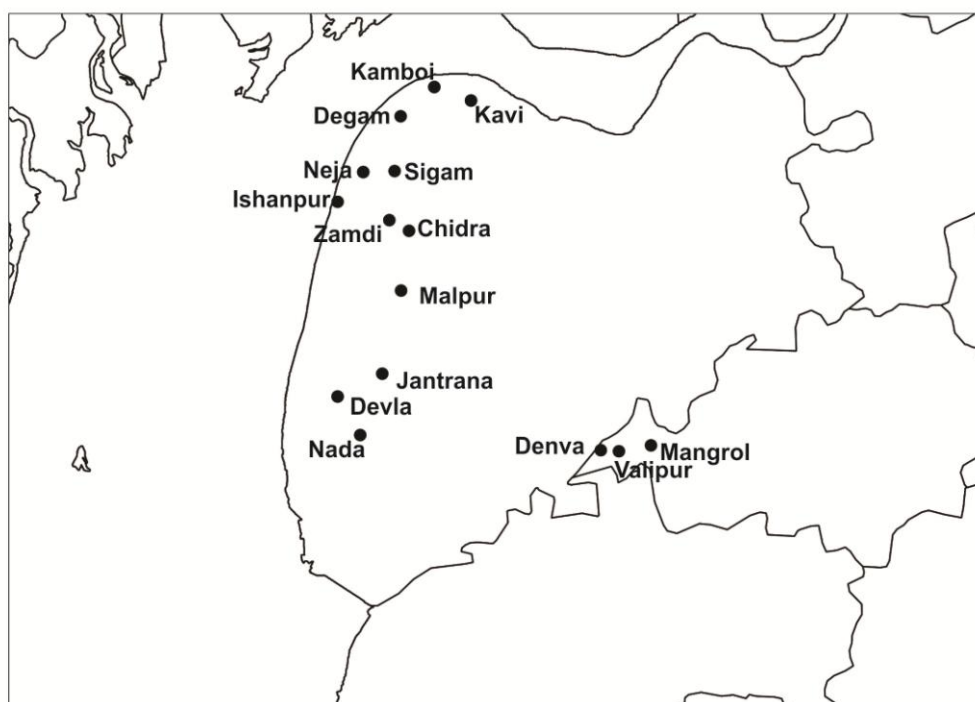 Kamboi
Kavi
Degam
Neja
Sigam
Ishanpur
Zamdi
Chidra
Malpur
Jantrana
Devla
Nada
Denva
Mangrol
Valipur